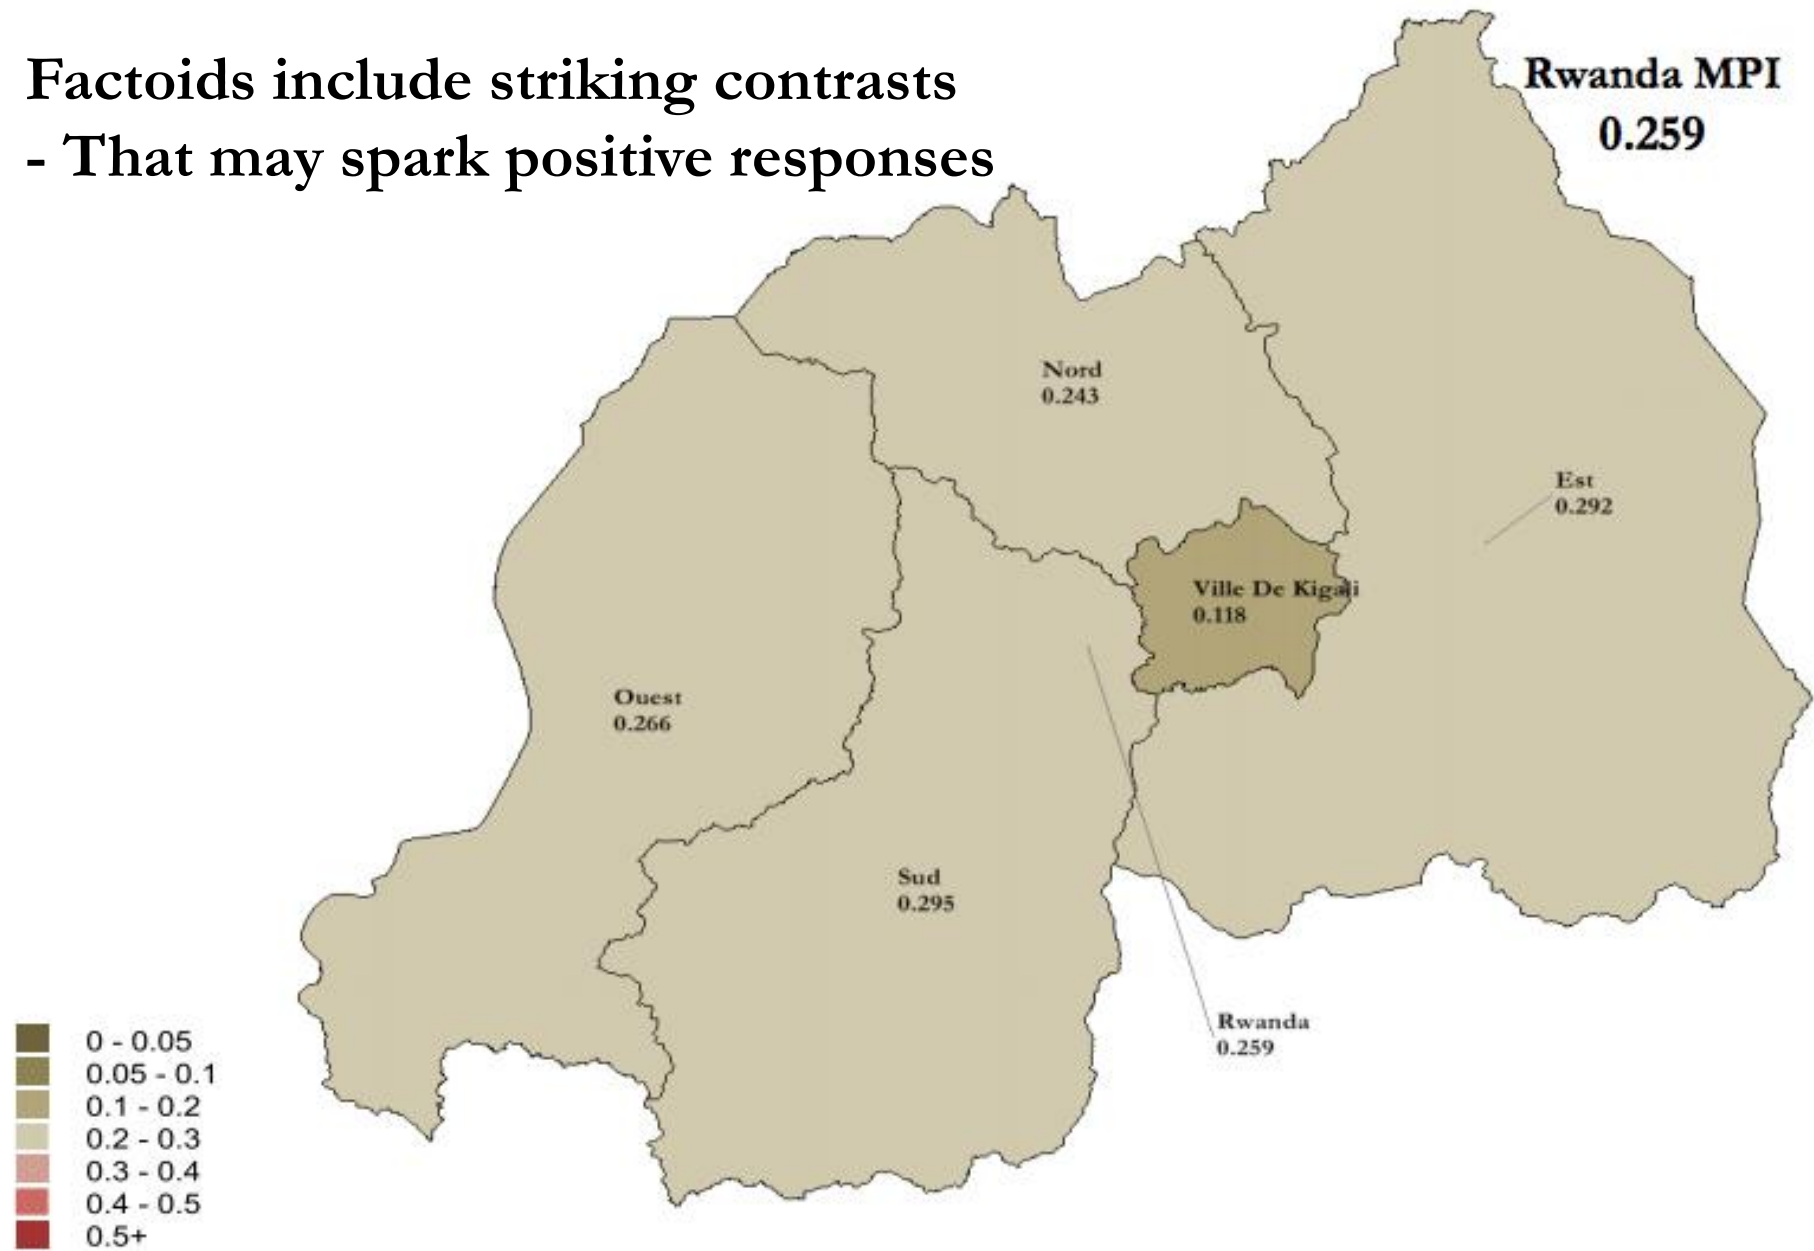 Factoids include striking contrasts
- That may spark positive responses
Rwanda MPI
0.259
Nord
0.243
Est
0.292
Ville De Kigali
0.118
Ouest
0.266
Sud
0.295
Rwanda
0.259
0 - 0.05
0.05 - 0.1
0.1 - 0.2
0.2 - 0.3
0.3 - 0.4
0.4 - 0.5
0.5+